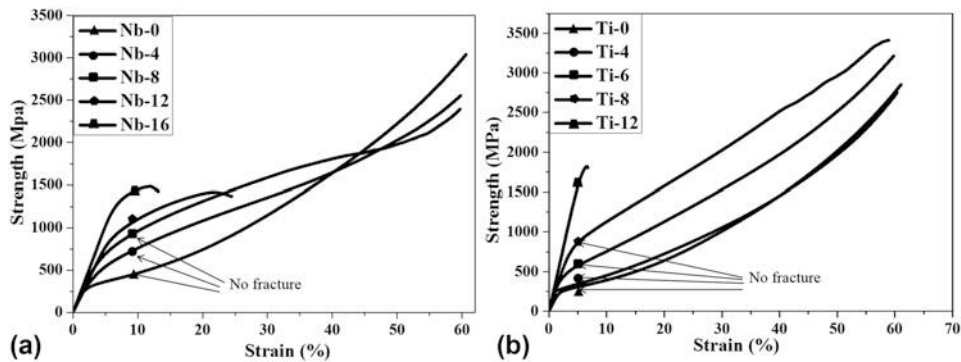 3500
3000
2500
2000
1500
1000
500
0
Strength (Mpa)
Nb-0
Nb-4
Nb-8
Nb-12
Nb-16
No fracture
0 10 20 30 40 50 60
Strain (%)
(a)
3500
3000
2500
2000
1500
1000
500
0
Strength (MPa)
Ti-0
Ti-4
Ti-6
Ti-8
Ti-12
No fracture
0 10 20 30 40 50 60 70
Strain (%)
(b)